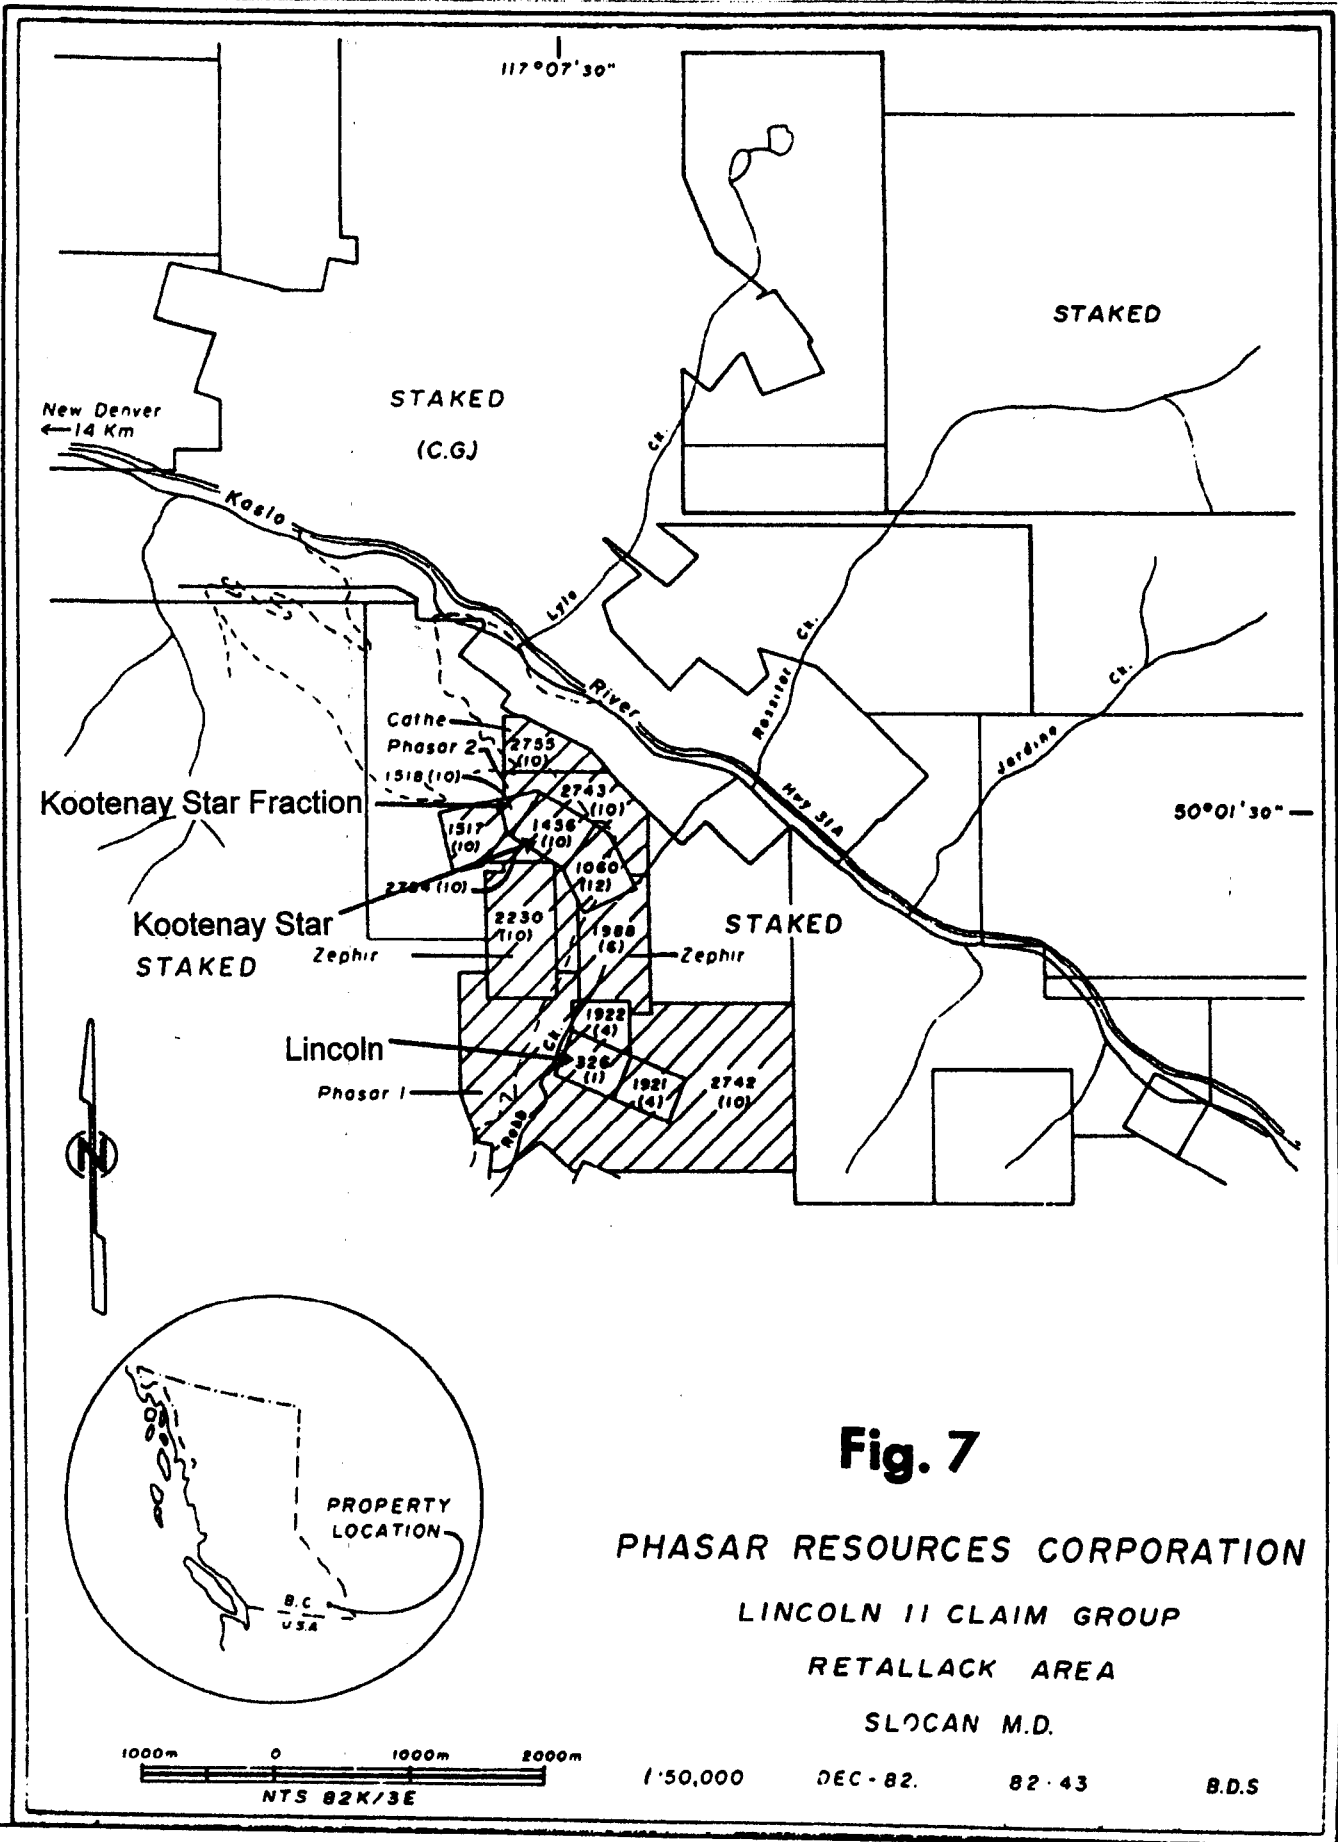 117°07'30"
STAKED
STAKED
(C.G.)
New Denver
←14 Km
Ck.
Kaslo
Lyle
Ck.
Rossiter
River
Ck.
Jardine
Hwy 31A
50°01'30"
Cathe
Phasar 2
1518(10)
Kootenay Star Fraction
2755
(10)
2743
(10)
1517
(10)
1456
(10)
1060
(12)
(10)
Kootenay Star
STAKED
2230
(10)
Zephir
1988
(6)
Zephir
STAKED
Lincoln
Phasar 1
1922
(4)
326
(1)
1921
(4)
2742
(10)
Ck.
Robb
N
PROPERTY
LOCATION
B.C
U.S.A
Fig. 7
PHASAR RESOURCES CORPORATION
LINCOLN II CLAIM GROUP
RETALLACK AREA
SLOCAN M.D.
1000m 0 1000m 2000m
NTS 82K/3E
1:50,000 DEC-82. 82-43 B.D.S